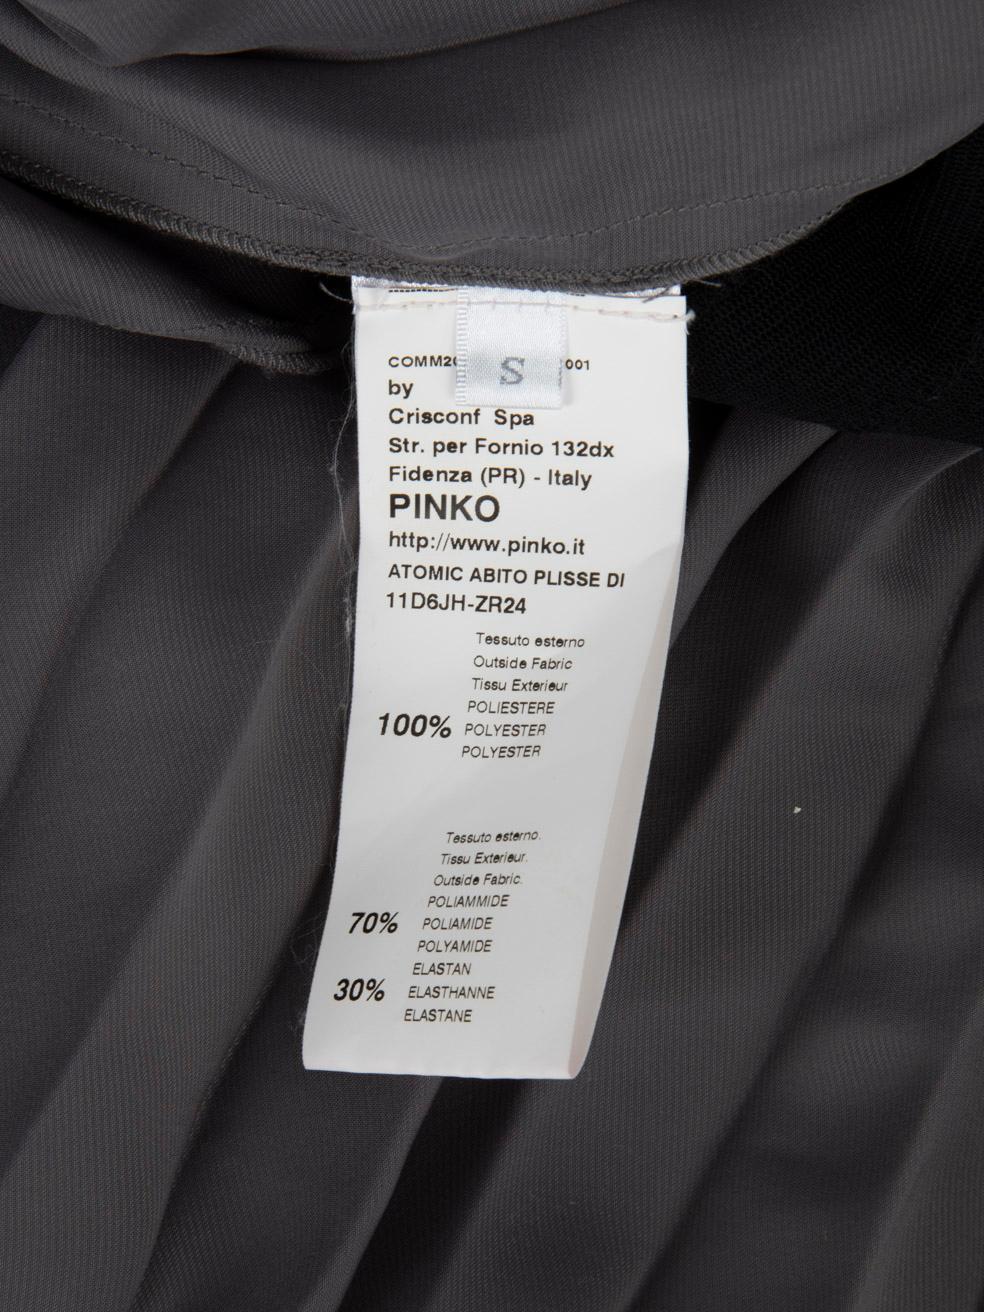 S
001
by
Crisconf Spa
Str. per Fornio 132dx
Fidenza (PR) - Italy
PINKO
http://www.pinko.it
ATOMIC ABITO PLISSE DI
11D6JH-ZR24
Tessuto esterno
Outside Fabric
Tissu Exterieur
POLIESTERE
100% POLYESTER
POLYESTER
Tessuto esterno.
Tissu Exterieur.
Outside Fabric.
POLIAMMIDE
70% POLIAMIDE
POLYAMIDE
ELASTAN
30% ELASTHANNE
ELASTANE